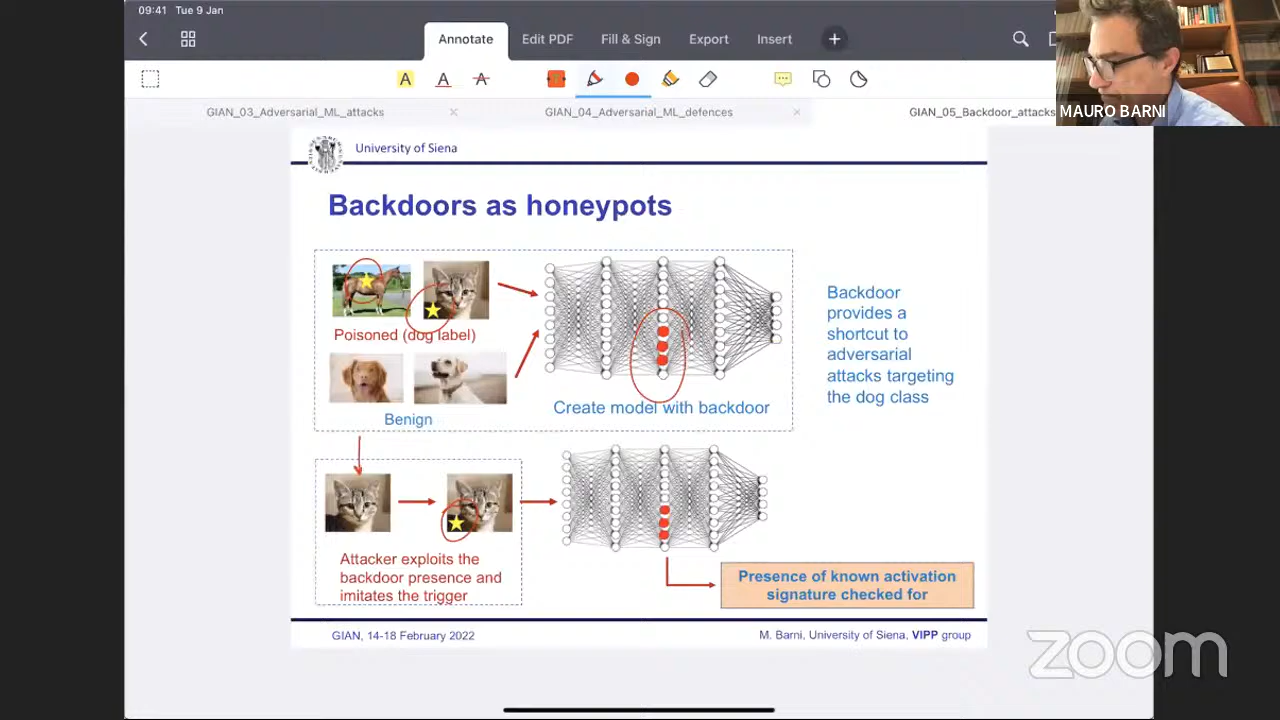 09:41 Tue 9 Jan
Annotate
Edit PDF
Fill & Sign
Export
Insert
A
A
A
GIAN_03_Adversarial_ML_attacks
GIAN_04_Adversarial_ML_defences
GIAN_05_Backdoor_attacks
MAURO BARNI
University of Siena
Backdoors as honeypots
Poisoned (dog label)
Benign
Create model with backdoor
Backdoor
provides a
shortcut to
adversarial
attacks targeting
the dog class
Attacker exploits the
backdoor presence and
imitates the trigger
Presence of known activation
signature checked for
GIAN, 14-18 February 2022
M. Barni, University of Siena, VIPP group
zoom